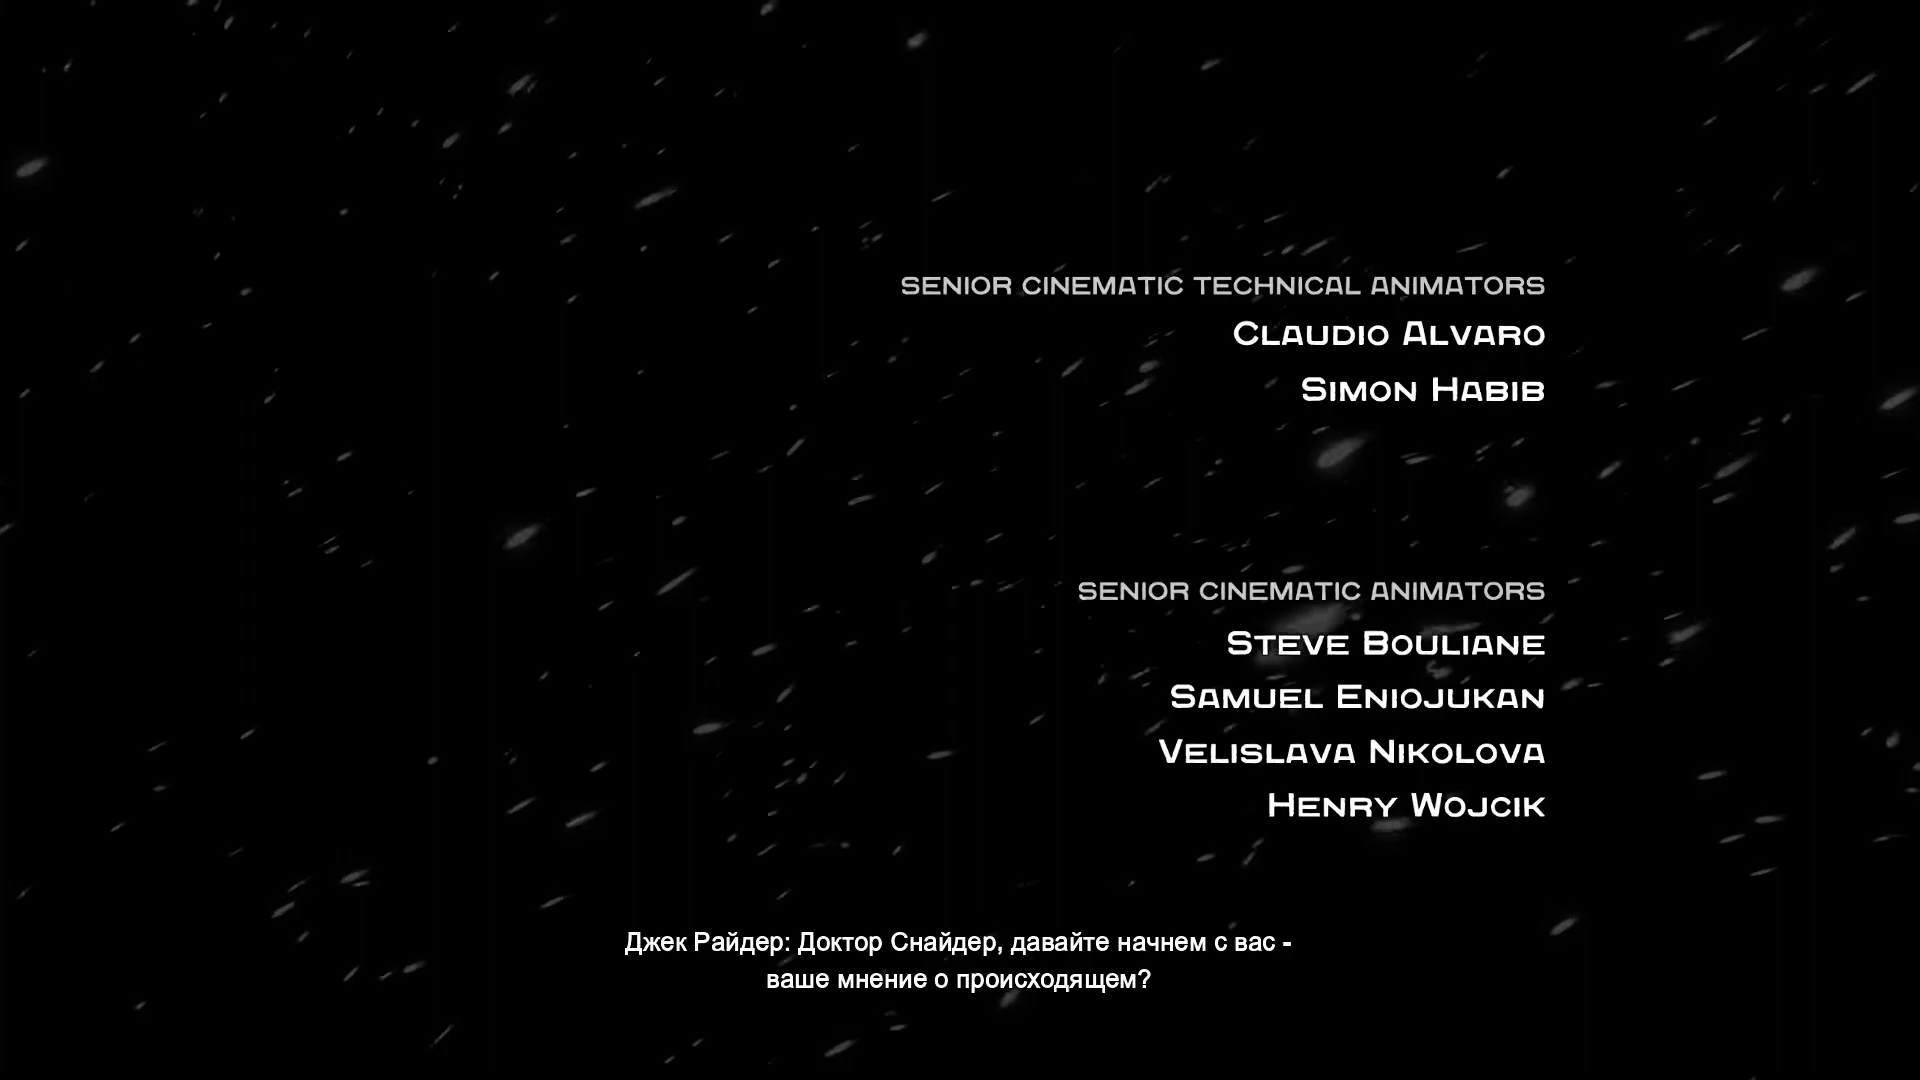 SENIOR CINEMATIC TECHNICAL ANIMATORS
CLAUDIO ALVARO
SIMON HABIB
SENIOR CINEMATIC ANIMATORS
STEVE BOULIANE
SAMUEL ENIOJUKAN
VELISLAVA NIKOLOVA
HENRY WOJCIK
Джек Райдер: Доктор Снайдер, давайте начнем с вас -
ваше мнение о происходящем?